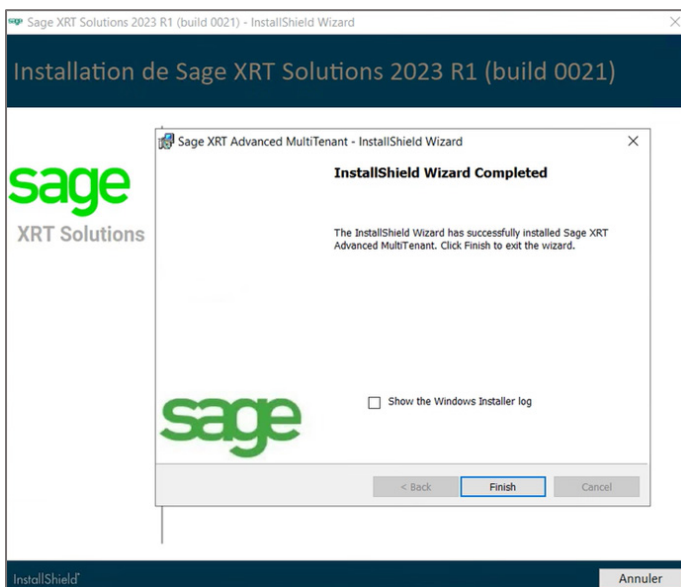 Sage XRT Solutions 2023 R1 (build 0021) - InstallShield Wizard
Installation de Sage XRT Solutions 2023 R1 (build 0021)
sage
XRT Solutions
Sage XRT Advanced MultiTenant - InstallShield Wizard
InstallShield Wizard Completed
The InstallShield Wizard has successfully installed Sage XRT
Advanced MultiTenant. Click Finish to exit the wizard.
Show the Windows Installer log
sage
< Back Finish Cancel
InstallShield
Annuler